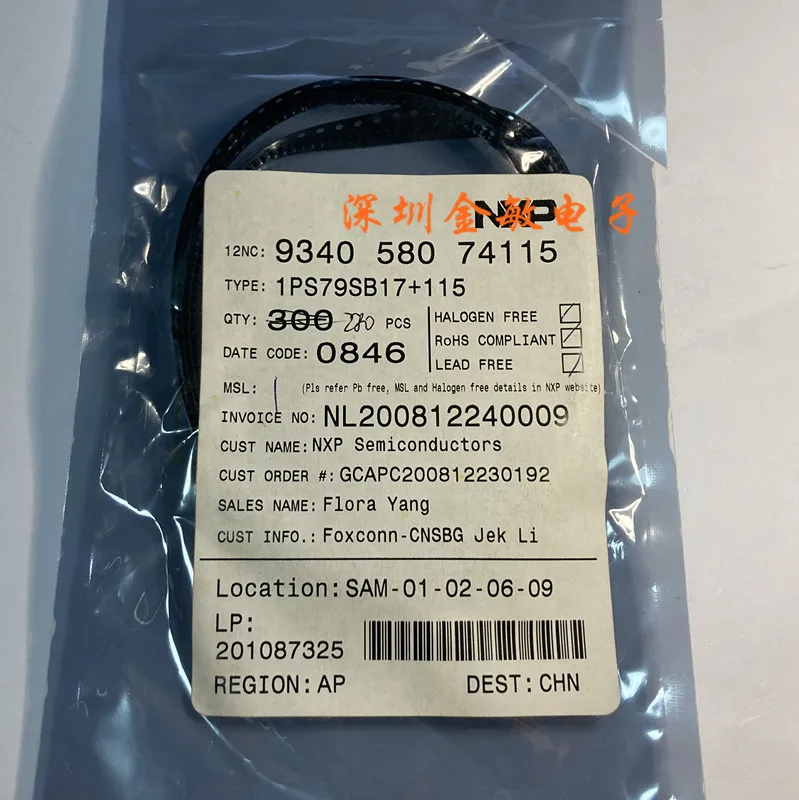 深圳金敏电子
NXP
12NC: 9340 580 74115
TYPE: 1PS79SB17+115
QTY: 300 280 PCS
HALOGEN FREE
RoHS COMPLIANT
DATE CODE: 0846
LEAD FREE
MSL: 1 (Pls refer Pb free, MSL and Halogen free details in NXP website)
INVOICE NO: NL200812240009
CUST NAME: NXP Semiconductors
CUST ORDER #: GCAPC200812230192
SALES NAME: Flora Yang
CUST INFO.: Foxconn-CNSBG Jek Li
Location: SAM-01-02-06-09
LP:
201087325
REGION: AP DEST: CHN